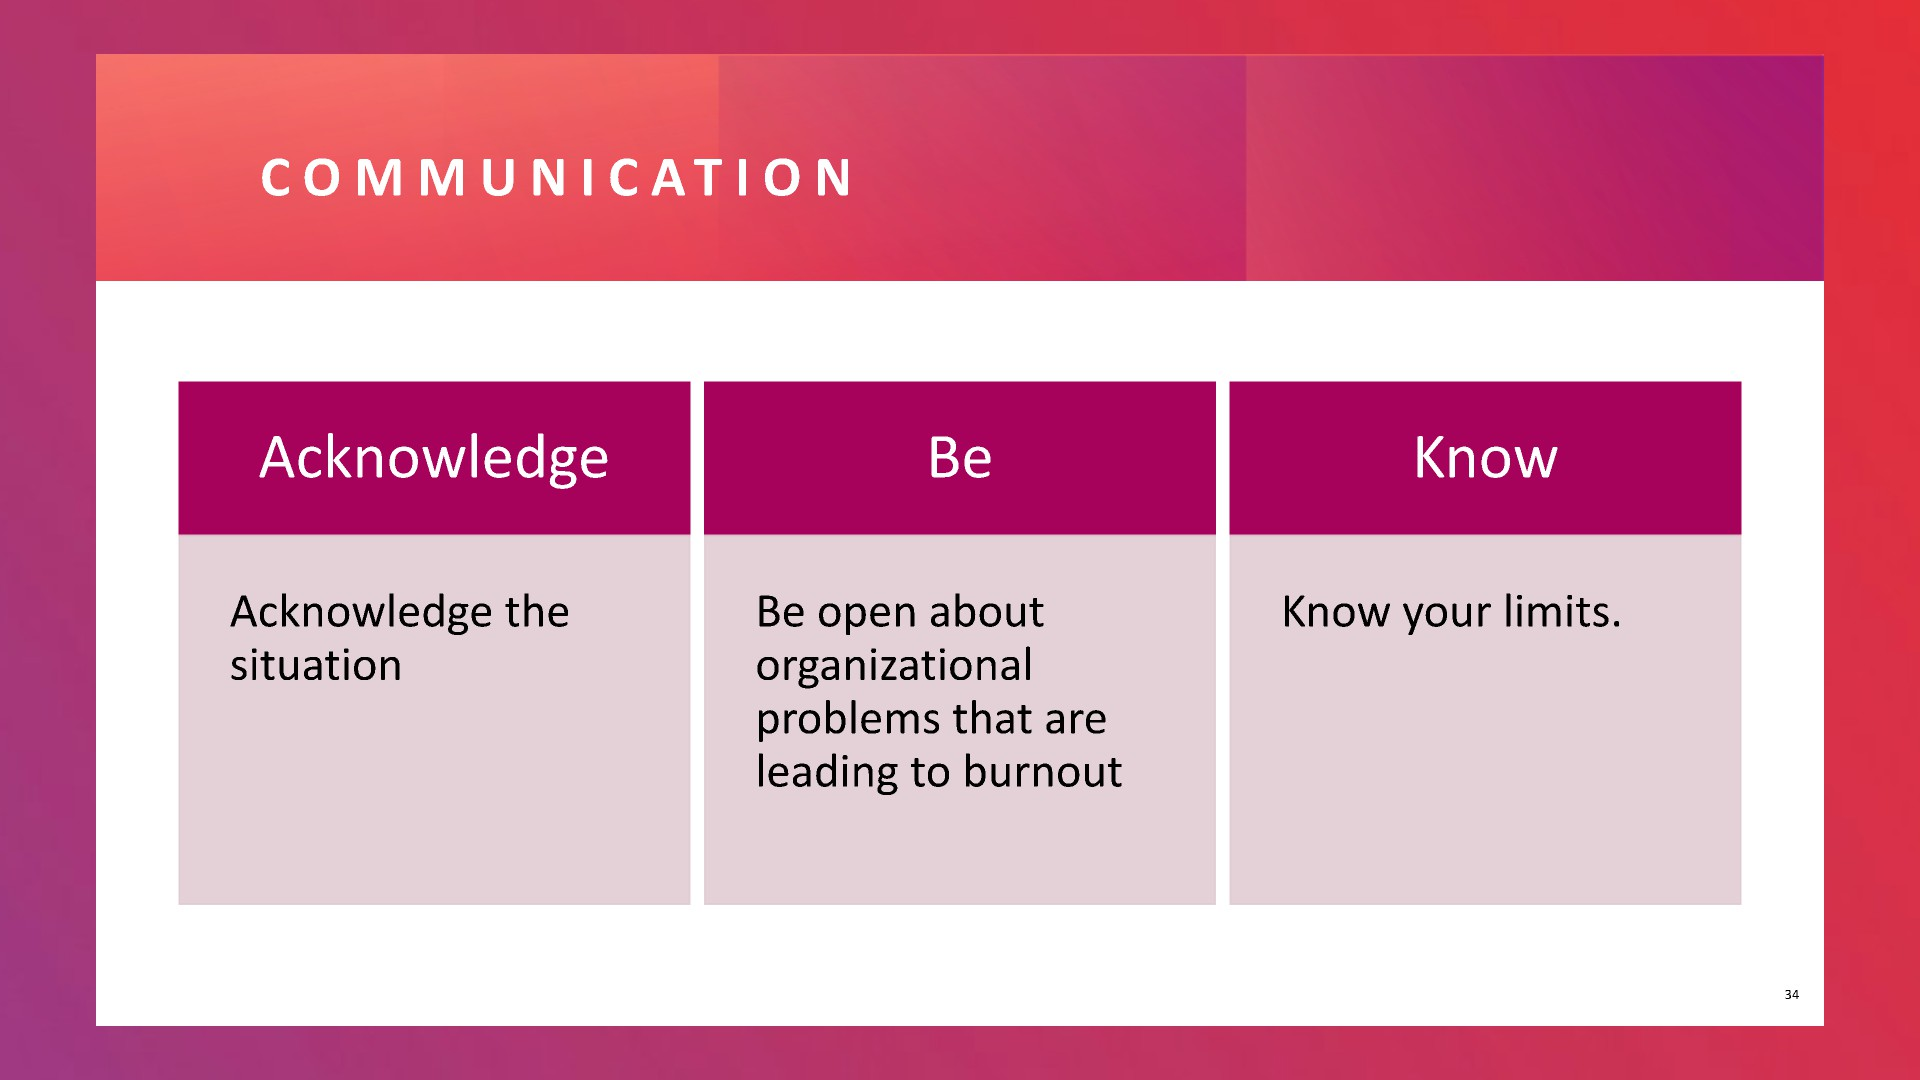 COMMUNICATION
Acknowledge
Acknowledge the
situation
Be
Be open about
organizational
problems that are
leading to burnout
Know
Know your limits.
34